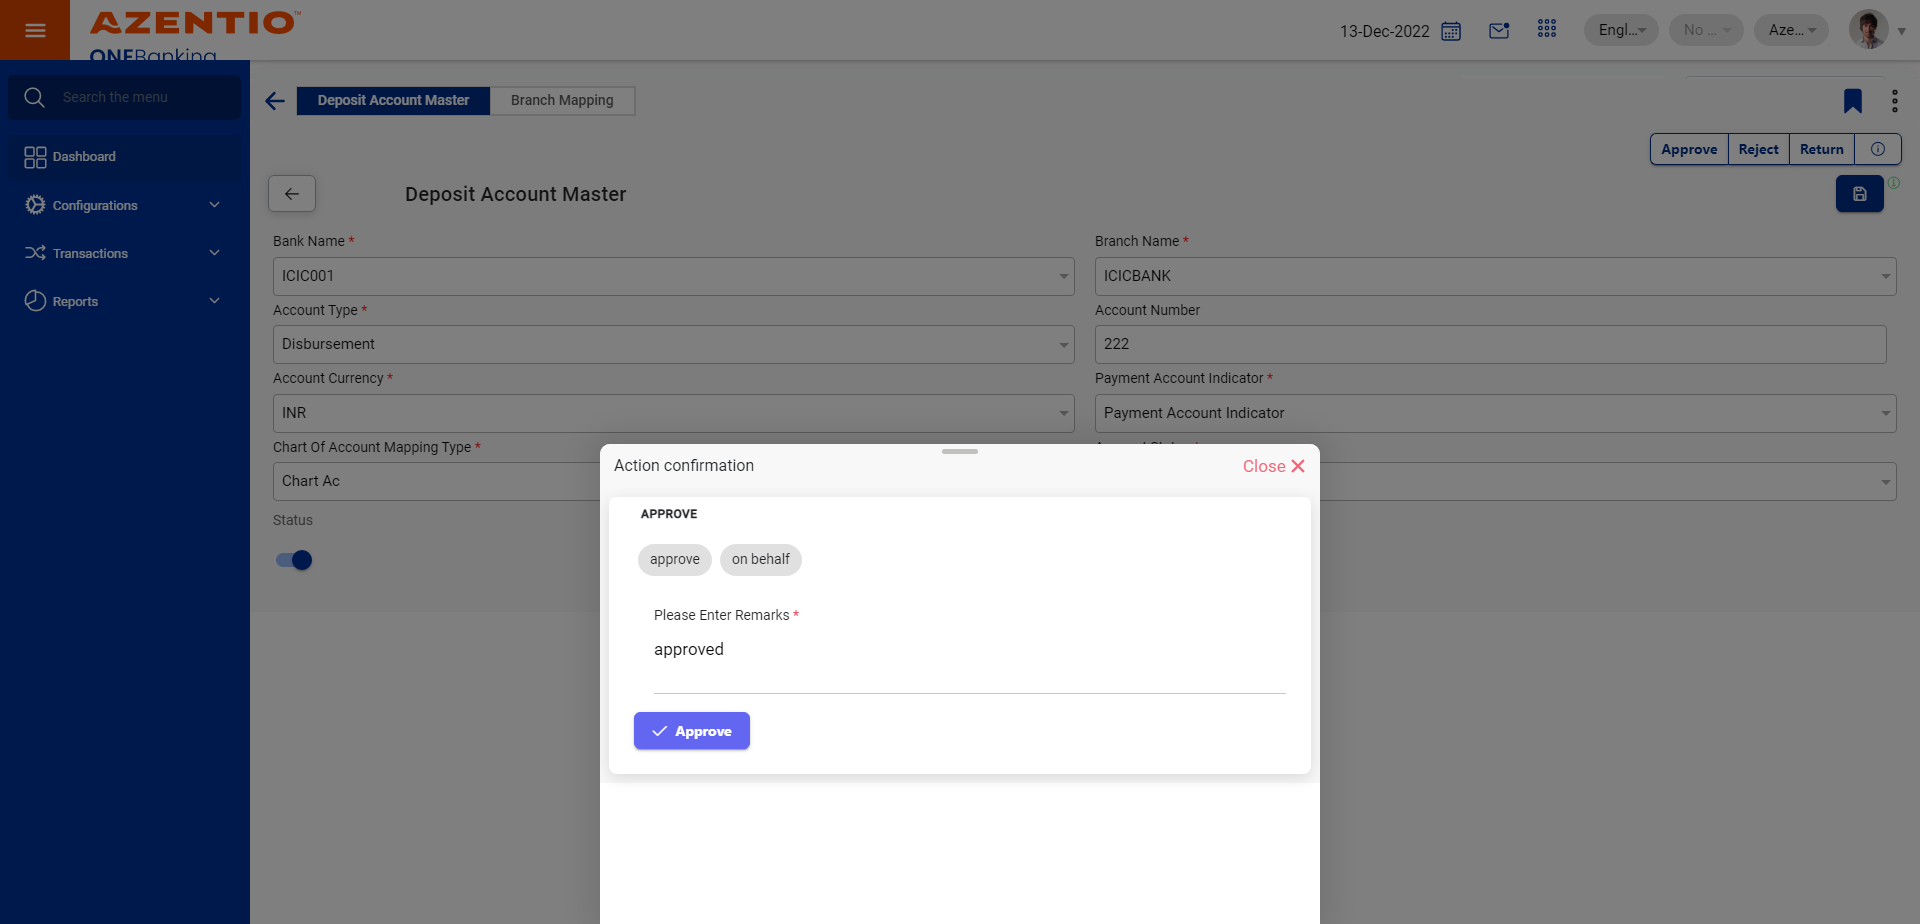 AZENTIO™
ONEBanking
13-Dec-2022
Engl...
No ...
Aze...
Search the menu
Dashboard
Configurations
Transactions
Reports
Deposit Account Master
Branch Mapping
Approve
Reject
Return
Deposit Account Master
Bank Name *
ICIC001
Branch Name *
ICICBANK
Account Type *
Disbursement
Account Number
222
Account Currency *
INR
Payment Account Indicator *
Payment Account Indicator
Chart Of Account Mapping Type *
Chart Ac
Status
Action confirmation
Close
APPROVE
approve
on behalf
Please Enter Remarks *
approved
Approve